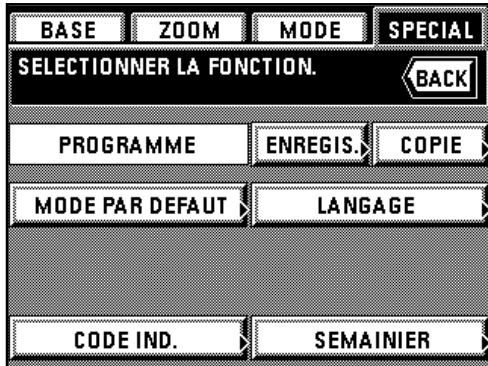 BASE ZOOM MODE SPECIAL
SELECTIONNER LA FONCTION.
BACK
PROGRAMME ENREGIS. COPIE
MODE PAR DEFAUT LANGAGE
CODE IND. SEMAINIER